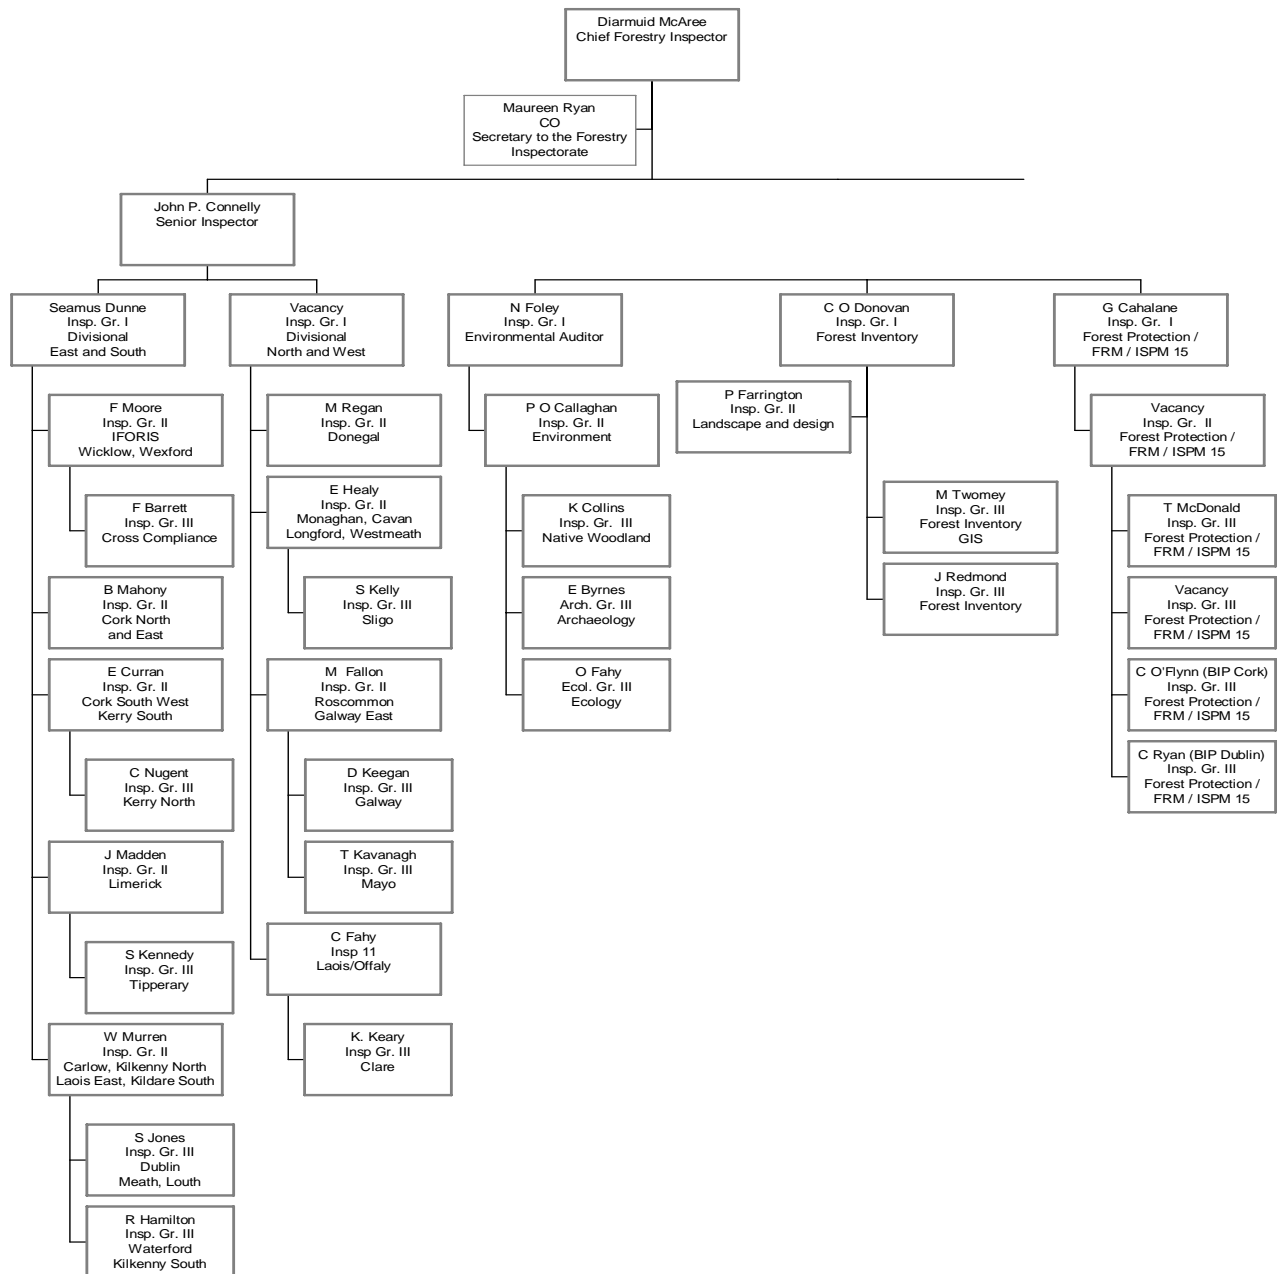 Diarmuid McAree
Chief Forestry Inspector
Maureen Ryan
CO
Secretary to the Forestry
Inspectorate
John P. Connelly
Senior Inspector
Seamus Dunne
Insp. Gr. I
Divisional
East and South
F Moore
Insp. Gr. II
IFORIS
Wicklow, Wexford
F Barrett
Insp. Gr. III
Cross Compliance
B Mahony
Insp. Gr. II
Cork North
and East
E Curran
Insp. Gr. II
Cork South West
Kerry South
C Nugent
Insp. Gr. III
Kerry North
J Madden
Insp. Gr. II
Limerick
S Kennedy
Insp. Gr. III
Tipperary
W Murren
Insp. Gr. II
Carlow, Kilkenny North
Laois East, Kildare South
S Jones
Insp. Gr. III
Dublin
Meath, Louth
R Hamilton
Insp. Gr. III
Waterford
Kilkenny South
Vacancy
Insp. Gr. I
Divisional
North and West
M Regan
Insp. Gr. II
Donegal
E Healy
Insp. Gr. II
Monaghan, Cavan
Longford, Westmeath
S Kelly
Insp. Gr. III
Sligo
M Fallon
Insp. Gr. II
Roscommon
Galway East
D Keegan
Insp. Gr. III
Galway
T Kavanagh
Insp. Gr. III
Mayo
C Fahy
Insp 11
Laois/Offaly
K. Keary
Insp Gr. III
Clare
N Foley
Insp. Gr. I
Environmental Auditor
P O Callaghan
Insp. Gr. II
Environment
K Collins
Insp. Gr. III
Native Woodland
E Byrnes
Arch. Gr. III
Archaeology
O Fahy
Ecol. Gr. III
Ecology
C O Donovan
Insp. Gr. I
Forest Inventory
P Farrington
Insp. Gr. II
Landscape and design
M Twomey
Insp. Gr. III
Forest Inventory
GIS
J Redmond
Insp. Gr. III
Forest Inventory
G Cahalane
Insp. Gr. I
Forest Protection /
FRM / ISPM 15
Vacancy
Insp. Gr. II
Forest Protection /
FRM / ISPM 15
T McDonald
Insp. Gr. III
Forest Protection /
FRM / ISPM 15
Vacancy
Insp. Gr. III
Forest Protection /
FRM / ISPM 15
C O'Flynn (BIP Cork)
Insp. Gr. III
Forest Protection /
FRM / ISPM 15
C Ryan (BIP Dublin)
Insp. Gr. III
Forest Protection /
FRM / ISPM 15